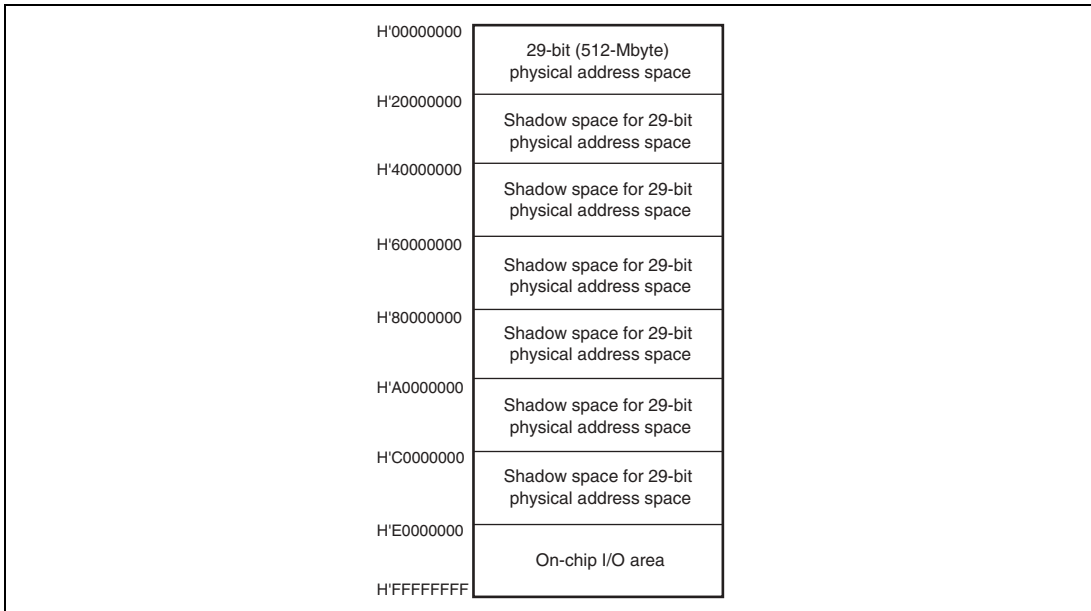 H'00000000
29-bit (512-Mbyte)
physical address space
H'20000000
Shadow space for 29-bit
physical address space
H'40000000
Shadow space for 29-bit
physical address space
H'60000000
Shadow space for 29-bit
physical address space
H'80000000
Shadow space for 29-bit
physical address space
H'A0000000
Shadow space for 29-bit
physical address space
H'C0000000
Shadow space for 29-bit
physical address space
H'E0000000
On-chip I/O area
H'FFFFFFFF